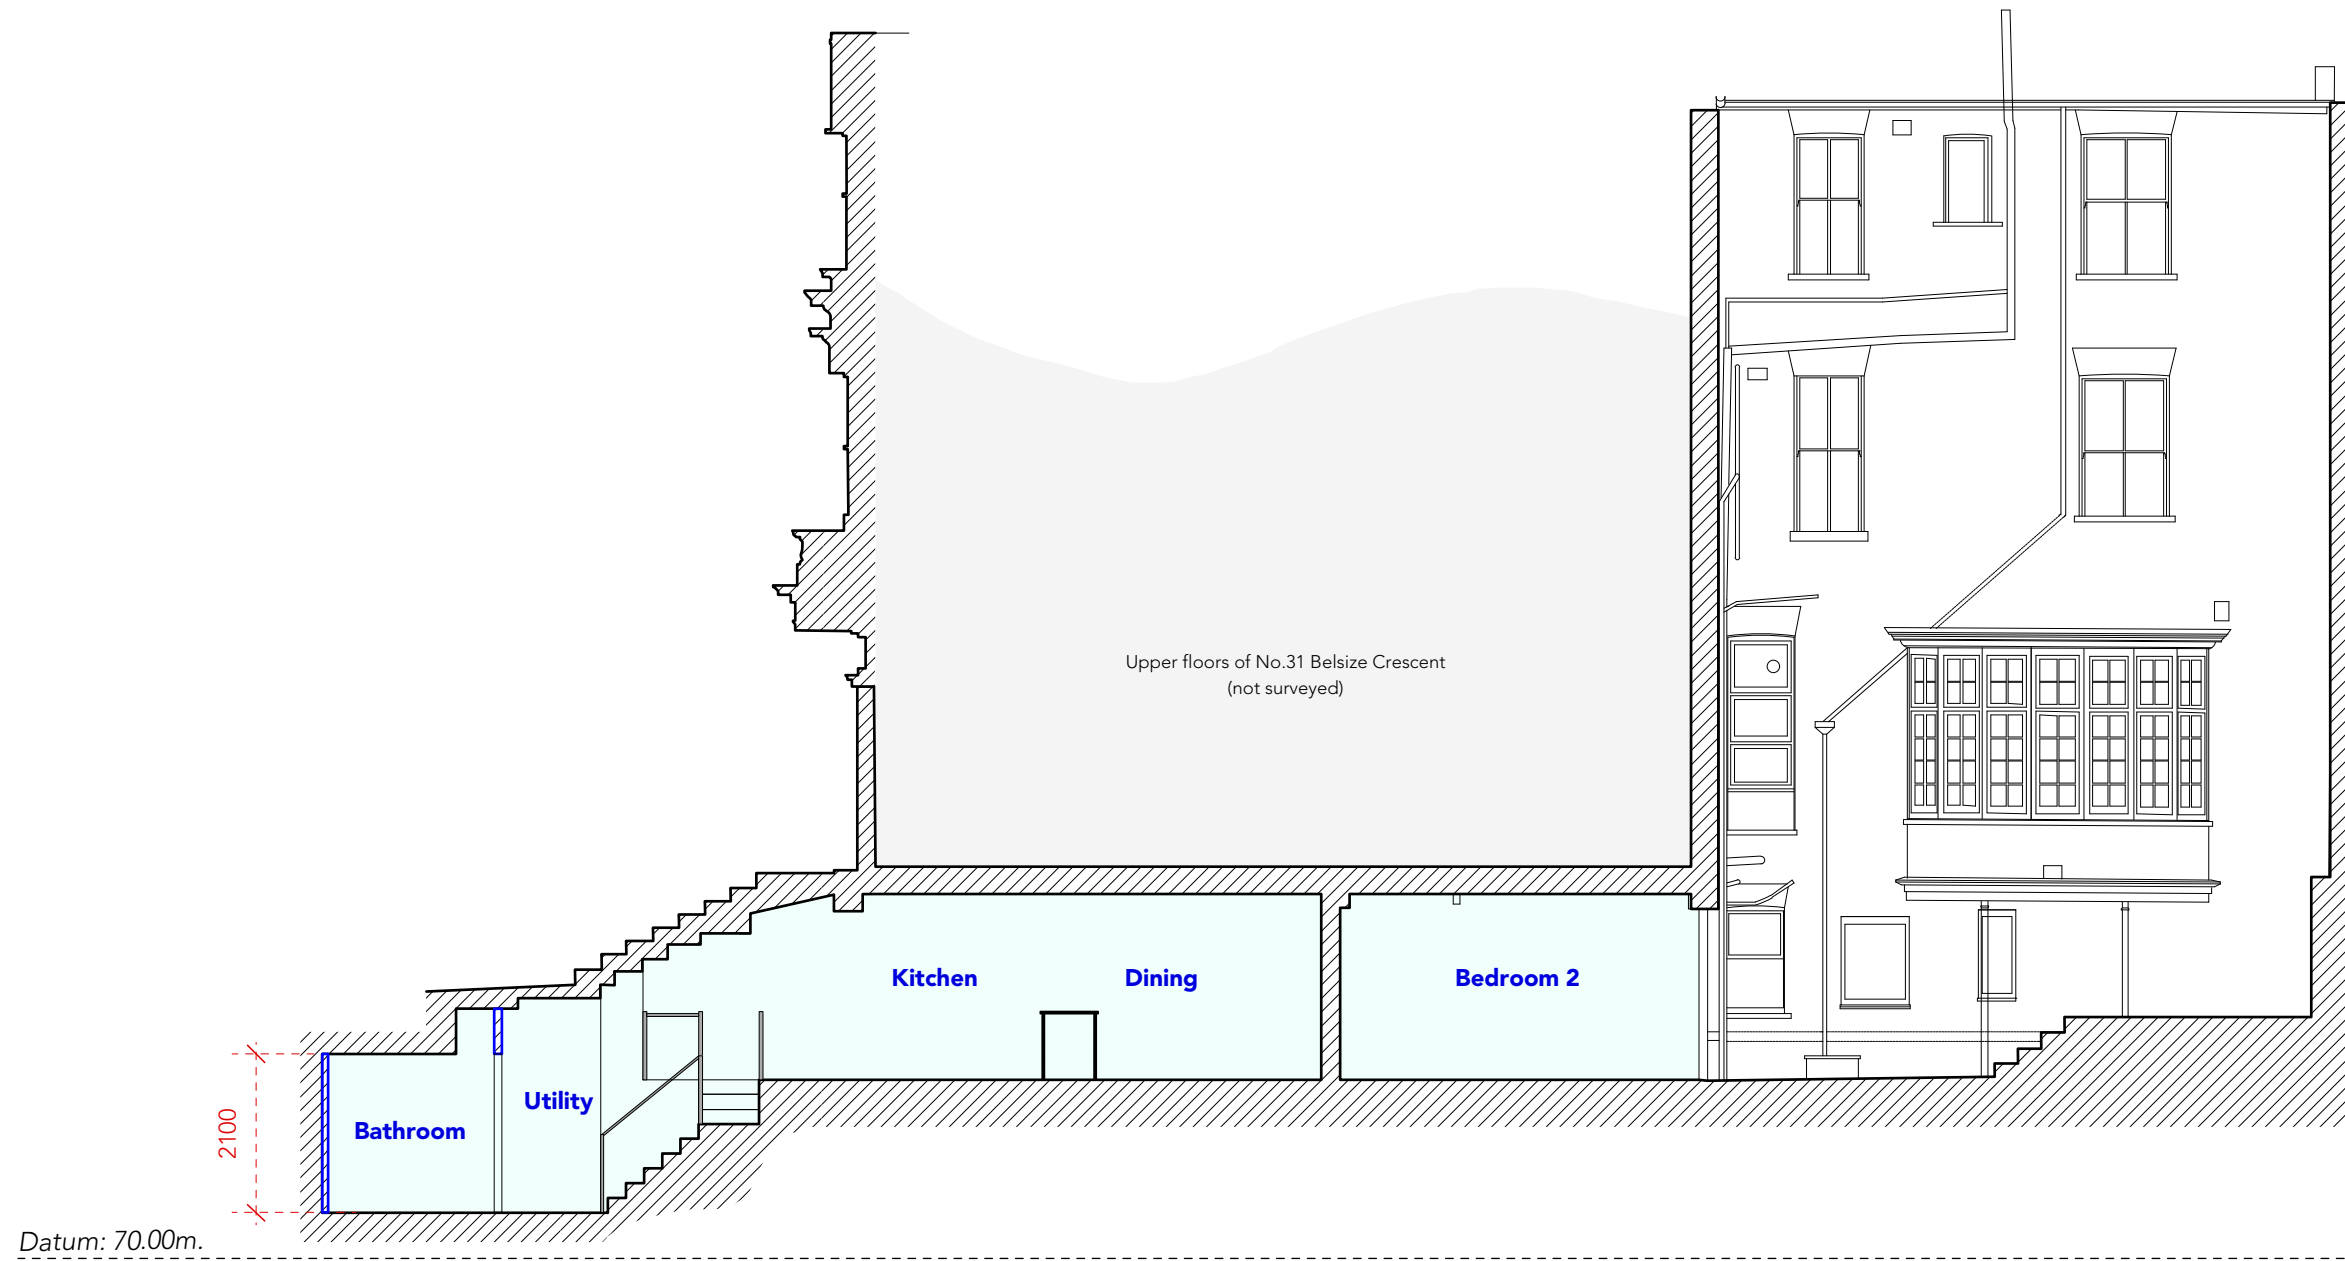 Upper floors of No.31 Belsize Crescent
(not surveyed)
Kitchen
Dining
Bedroom 2
Utility
Bathroom
2100
Datum: 70.00m.